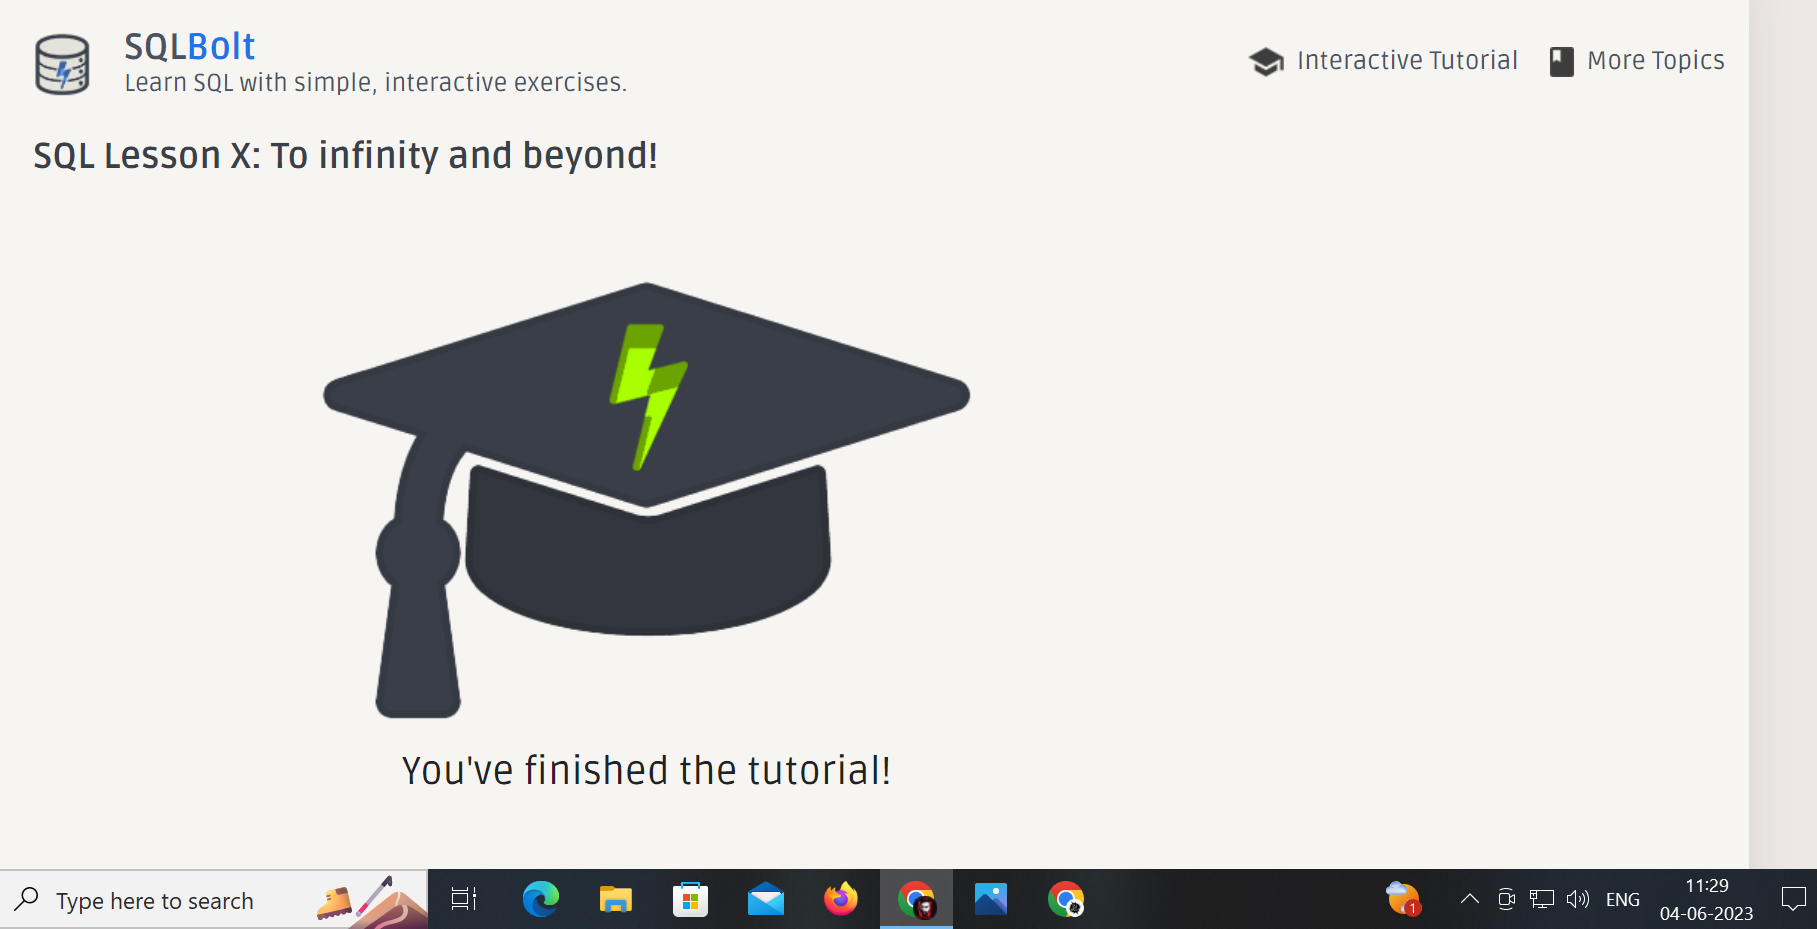 SQLBolt
Learn SQL with simple, interactive exercises.
Interactive Tutorial
More Topics
SQL Lesson X: To infinity and beyond!
You've finished the tutorial!
Type here to search
1
ENG
11:29
04-06-2023